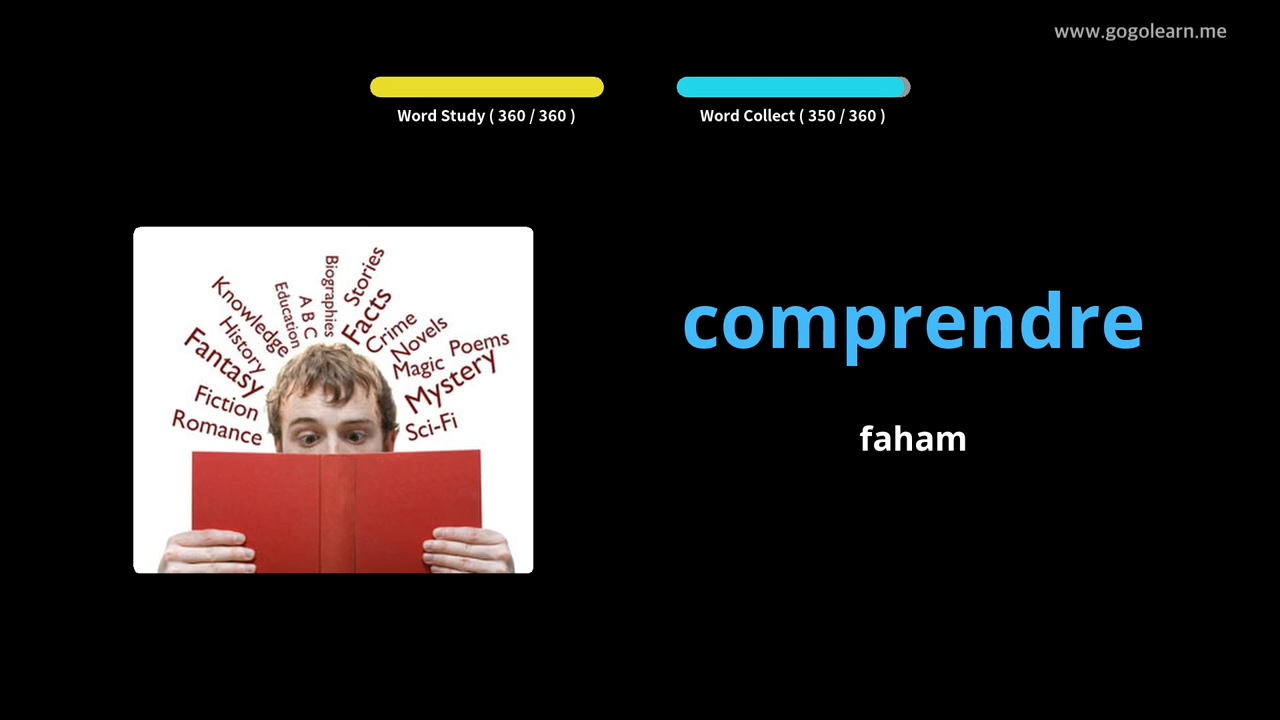 www.gogolearn.me
Word Study ( 360 / 360 )
Word Collect ( 350 / 360 )
Knowledge
History
Fantasy
Fiction
Romance
Education
A B C
Biographies
Stories
Facts
Crime
Novels
Magic
Poems
Mystery
Sci-Fi
comprendre
faham